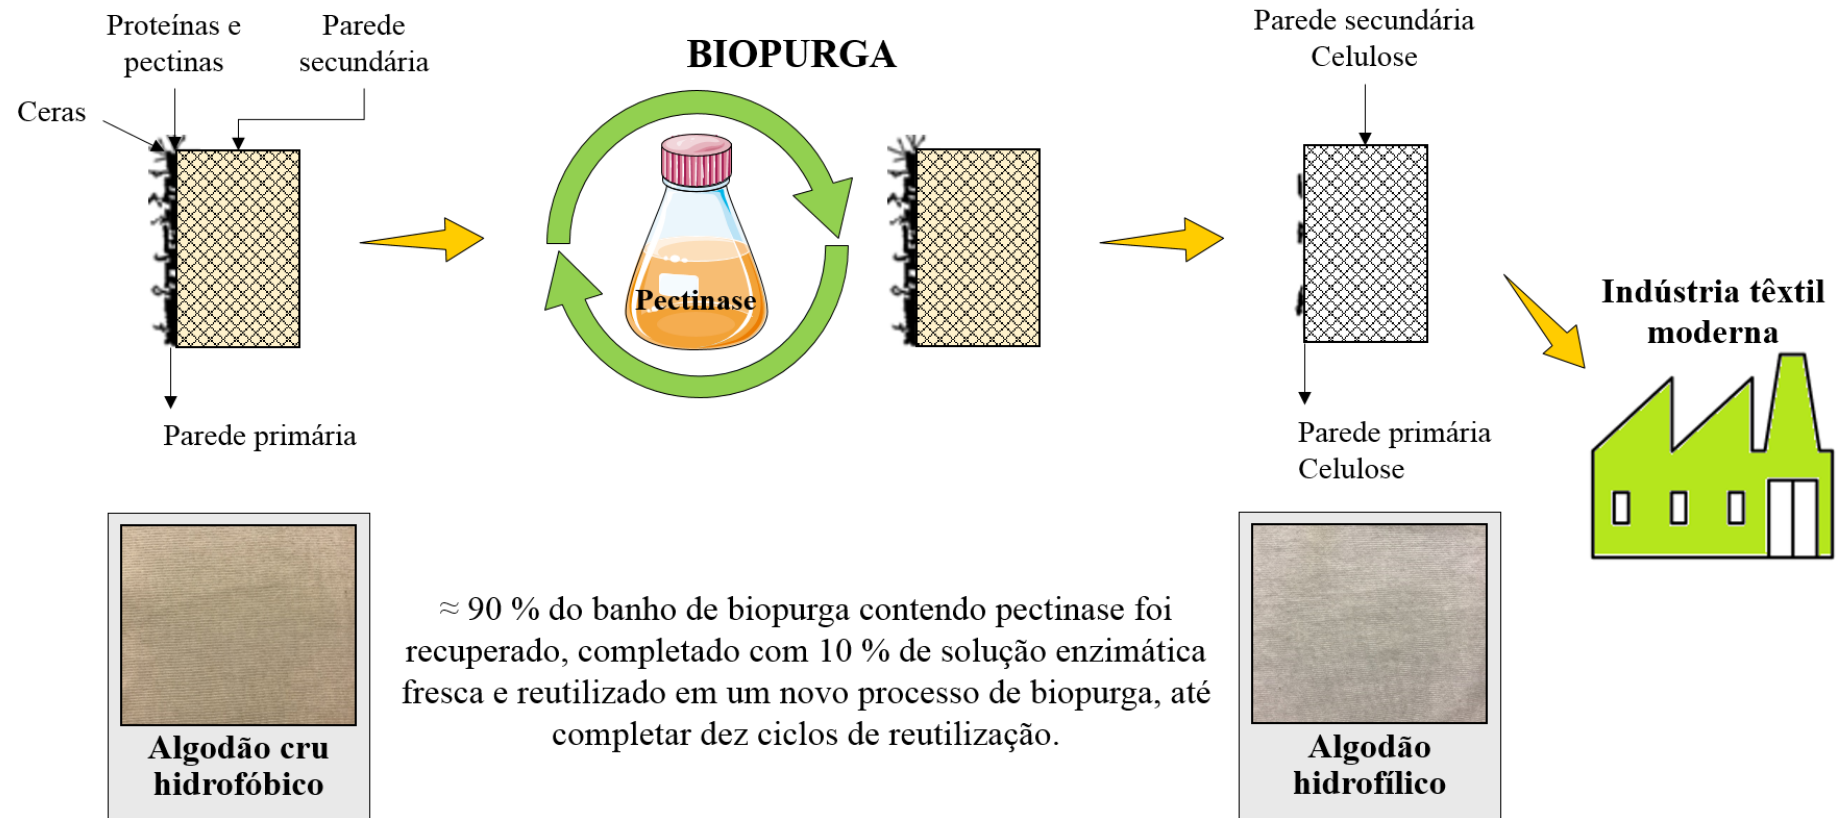 Proteínas e
pectinas
Parede
secundária
Ceras
Parede primária
BIOPURGA
Pectinase
Parede secundária
Celulose
Parede primária
Celulose
Indústria têxtil
moderna
Algodão cru
hidrofóbico
≈ 90 % do banho de biopurga contendo pectinase foi
recuperado, completado com 10 % de solução enzimática
fresca e reutilizado em um novo processo de biopurga, até
completar dez ciclos de reutilização.
Algodão
hidrofílico